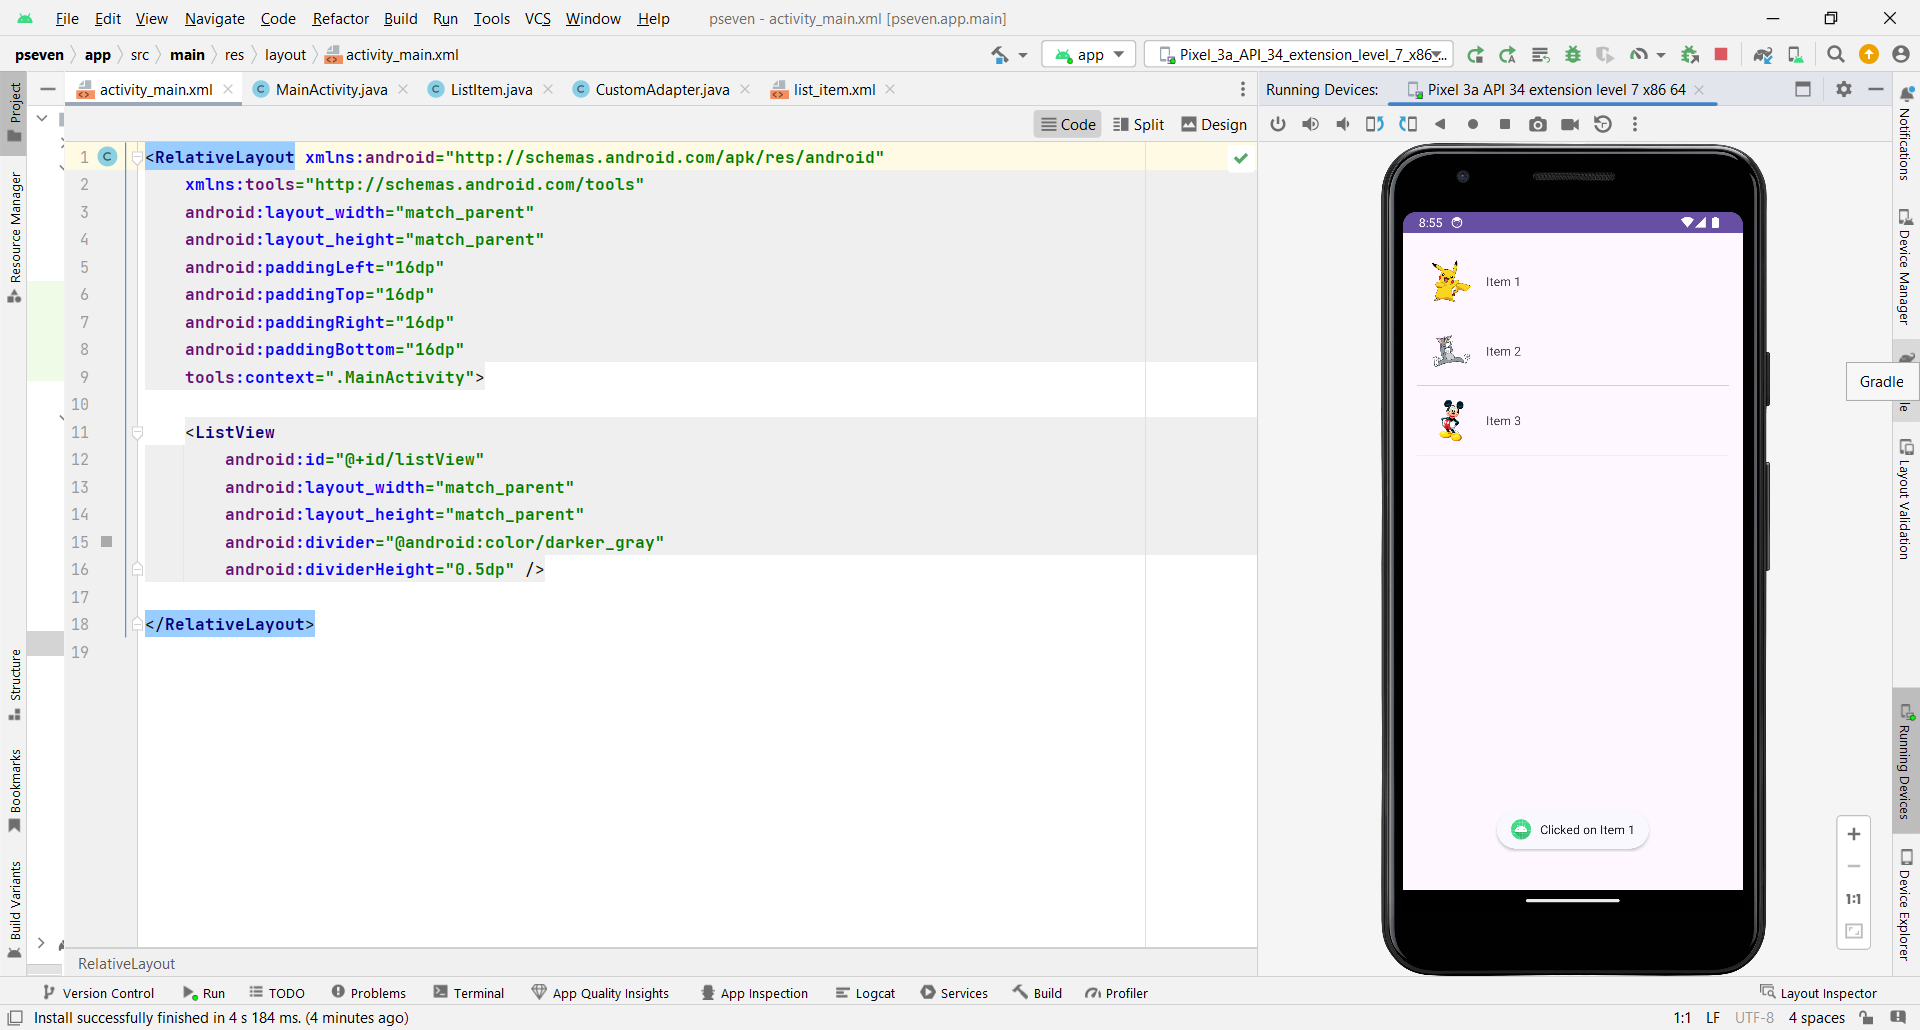 File Edit View Navigate Code Refactor Build Run Tools VCS Window Help pseven - activity_main.xml [pseven.app.main]
pseven app src main res layout activity_main.xml app Pixel_3a_API_34_extension_level_7_x86...
activity_main.xml MainActivity.java ListItem.java CustomAdapter.java list_item.xml
Running Devices: Pixel 3a API 34 extension level 7 x86 64
Code Split Design
1 <RelativeLayout xmlns:android="http://schemas.android.com/apk/res/android"
2 xmlns:tools="http://schemas.android.com/tools"
3 android:layout_width="match_parent"
4 android:layout_height="match_parent"
5 android:paddingLeft="16dp"
6 android:paddingTop="16dp"
7 android:paddingRight="16dp"
8 android:paddingBottom="16dp"
9 tools:context=".MainActivity">
10
11 <ListView
12 android:id="@+id/listView"
13 android:layout_width="match_parent"
14 android:layout_height="match_parent"
15 android:divider="@android:color/darker_gray"
16 android:dividerHeight="0.5dp" />
17
18 </RelativeLayout>
19
RelativeLayout
8:55
Item 1
Item 2
Item 3
Clicked on Item 1
1:1
Project
Resource Manager
Structure
Bookmarks
Build Variants
Notifications
Device Manager
Gradle
le
Layout Validation
Running Devices
Device Explorer
Version Control Run TODO Problems Terminal App Quality Insights App Inspection Logcat Services Build Profiler Layout Inspector
Install successfully finished in 4 s 184 ms. (4 minutes ago) 1:1 LF UTF-8 4 spaces